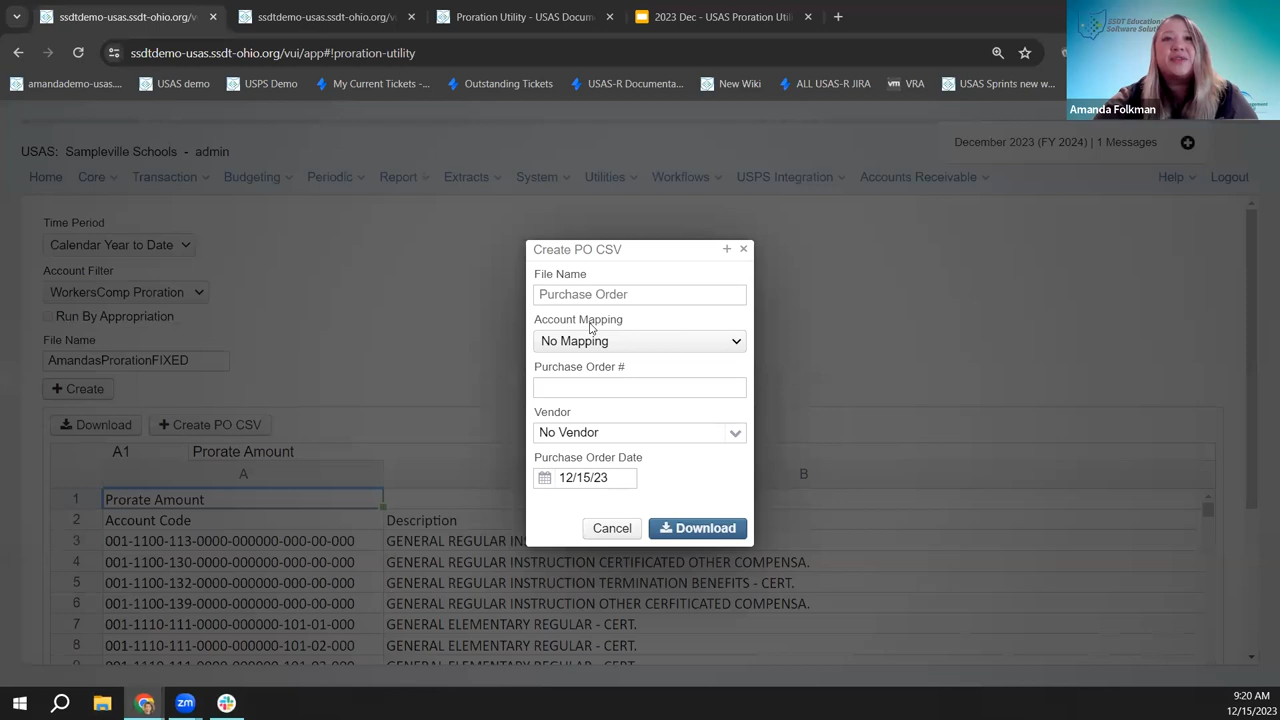 ssdtdemo-usas.ssdt-ohio.org/v
ssdtdemo-usas.ssdt-ohio.org/v
Proration Utility - USAS Docum
2023 Dec - USAS Proration Util
ssdtdemo-usas.ssdt-ohio.org/vui/app#!proration-utility
amandademo-usas....
USAS demo
USPS Demo
My Current Tickets -...
Outstanding Tickets
USAS-R Documenta...
New Wiki
ALL USAS-R JIRA
VRA
USAS Sprints new w...
SSDT Educational
Software Solut
Amanda Folkman
USAS: Sampleville Schools - admin
December 2023 (FY 2024) | 1 Messages
Home
Core
Transaction
Budgeting
Periodic
Report
Extracts
System
Utilities
Workflows
USPS Integration
Accounts Receivable
Help
Logout
Time Period
Calendar Year to Date
Account Filter
WorkersComp Proration
Run By Appropriation
File Name
AmandasProrationFIXED
+ Create
Download
+ Create PO CSV
A1 Prorate Amount
A B
1 Prorate Amount
2 Account Code Description
3 001-1100-113-0000-000000-000-00-000 GENERAL REGULAR INS
4 001-1100-130-0000-000000-000-00-000 GENERAL REGULAR INSTRUCTION CERTIFICATED OTHER COMPENSA.
5 001-1100-132-0000-000000-000-00-000 GENERAL REGULAR INSTRUCTION TERMINATION BENEFITS - CERT.
6 001-1100-139-0000-000000-000-00-000 GENERAL REGULAR INSTRUCTION OTHER CERFITICATED COMPENSA.
7 001-1110-111-0000-000000-101-01-000 GENERAL ELEMENTARY REGULAR - CERT.
8 001-1110-111-0000-000000-101-02-000 GENERAL ELEMENTARY REGULAR - CERT.
Create PO CSV
File Name
Purchase Order
Account Mapping
No Mapping
Purchase Order #
Vendor
No Vendor
Purchase Order Date
12/15/23
Cancel
Download
zm
9:20 AM
12/15/2023